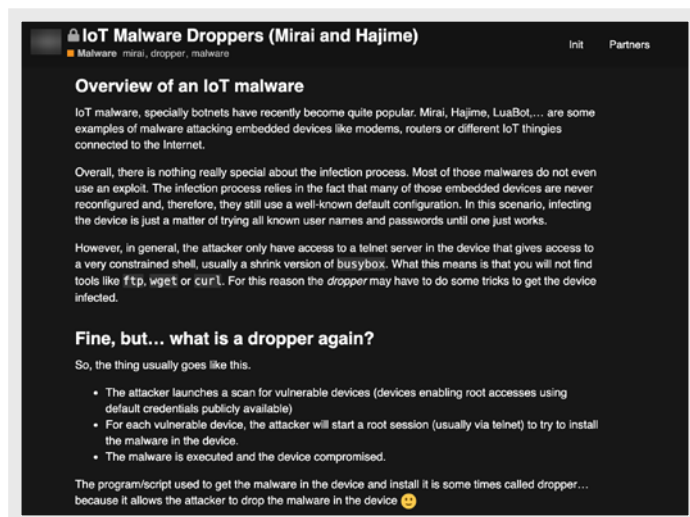 IoT Malware Droppers (Mirai and Hajime)
Malware mirai, dropper, malware
Init Partners
Overview of an IoT malware
IoT malware, specially botnets have recently become quite popular. Mirai, Hajime, LuaBot,... are some
examples of malware attacking embedded devices like modems, routers or different IoT thingies
connected to the Internet.
Overall, there is nothing really special about the infection process. Most of those malwares do not even
use an exploit. The infection process relies in the fact that many of those embedded devices are never
reconfigured and, therefore, they still use a well-known default configuration. In this scenario, infecting
the device is just a matter of trying all known user names and passwords until one just works.
However, in general, the attacker only have access to a telnet server in the device that gives access to
a very constrained shell, usually a shrink version of busybox. What this means is that you will not find
tools like ftp, wget or curl. For this reason the dropper may have to do some tricks to get the device
infected.
Fine, but... what is a dropper again?
So, the thing usually goes like this.
• The attacker launches a scan for vulnerable devices (devices enabling root accesses using
default credentials publicly available)
• For each vulnerable device, the attacker will start a root session (usually via telnet) to try to install
the malware in the device.
• The malware is executed and the device compromised.
The program/script used to get the malware in the device and install it is some times called dropper...
because it allows the attacker to drop the malware in the device 🙂